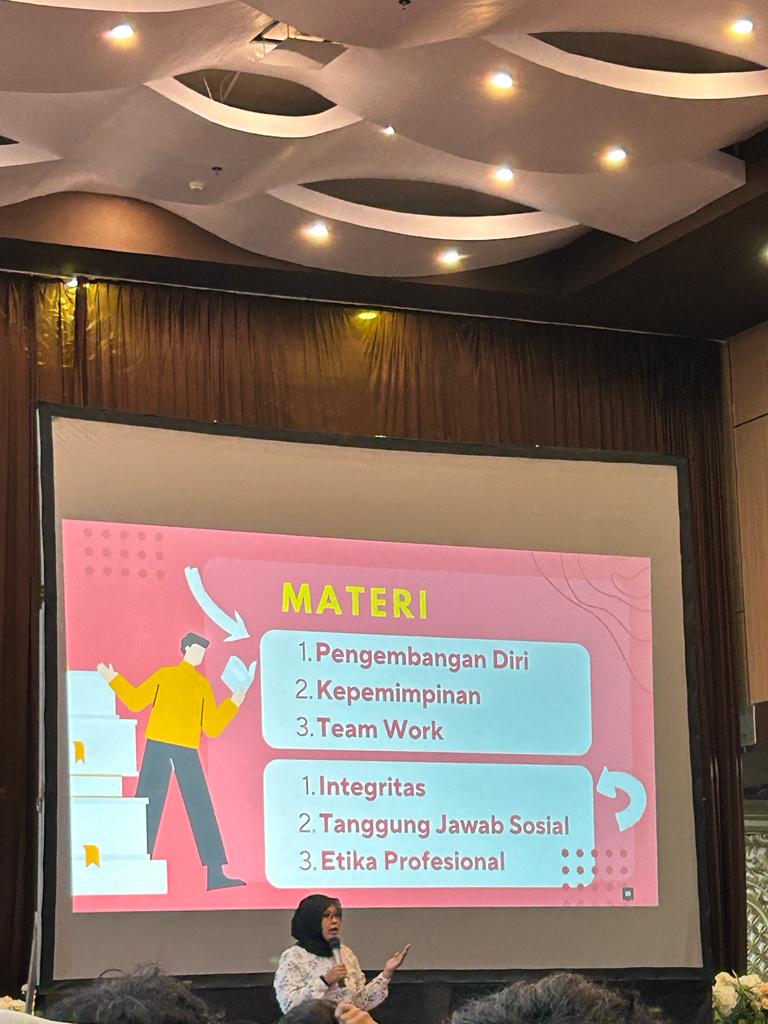 MATERI
1. Pengembangan Diri
2. Kepemimpinan
3. Team Work
1. Integritas
2. Tanggung Jawab Sosial
3. Etika Profesional